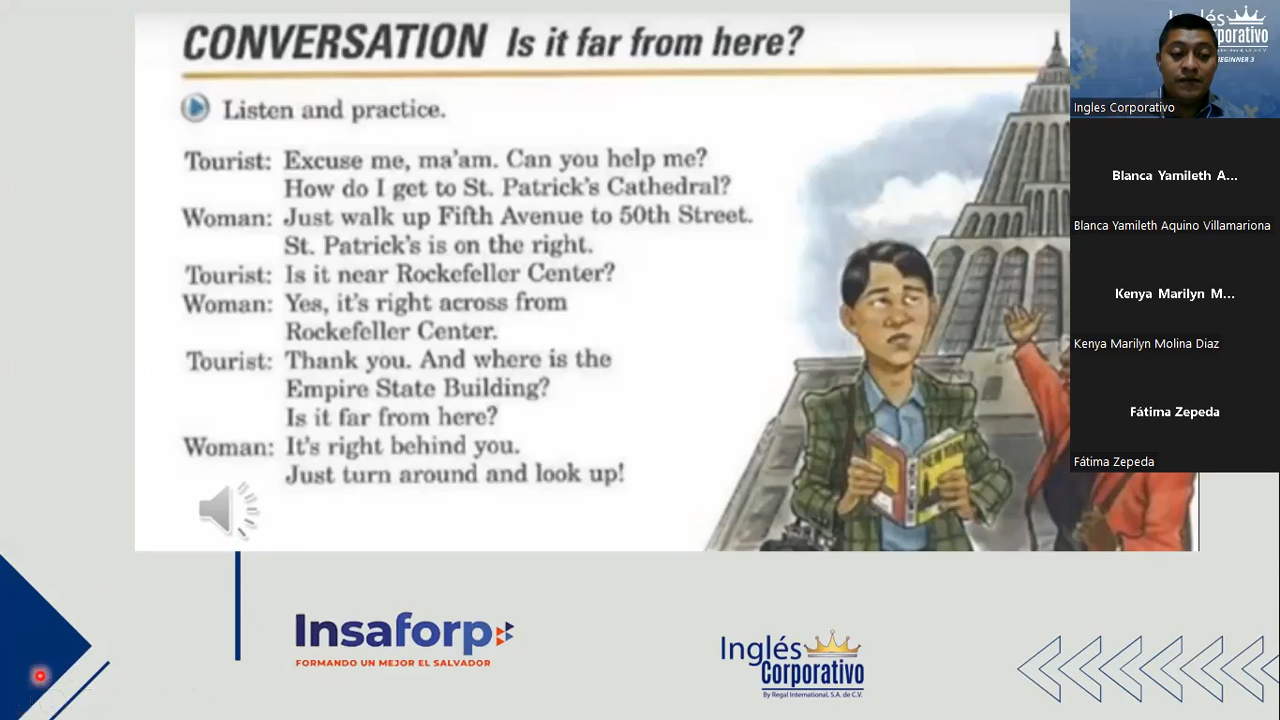 CONVERSATION Is it far from here?
Listen and practice.
Tourist: Excuse me, ma'am. Can you help me?
How do I get to St. Patrick's Cathedral?
Woman: Just walk up Fifth Avenue to 50th Street.
St. Patrick's is on the right.
Tourist: Is it near Rockefeller Center?
Woman: Yes, it's right across from
Rockefeller Center.
Tourist: Thank you. And where is the
Empire State Building?
Is it far from here?
Woman: It's right behind you.
Just turn around and look up!
NEW YORK
Insaforp
FORMANDO UN MEJOR EL SALVADOR
Inglés
Corporativo
By Regal International, S.A. de C.V.
Inglés
BEGINNER 3
Ingles Corporativo
Blanca Yamileth A...
Blanca Yamileth Aquino Villamariona
Kenya Marilyn M...
Kenya Marilyn Molina Diaz
Fátima Zepeda
Fátima Zepeda